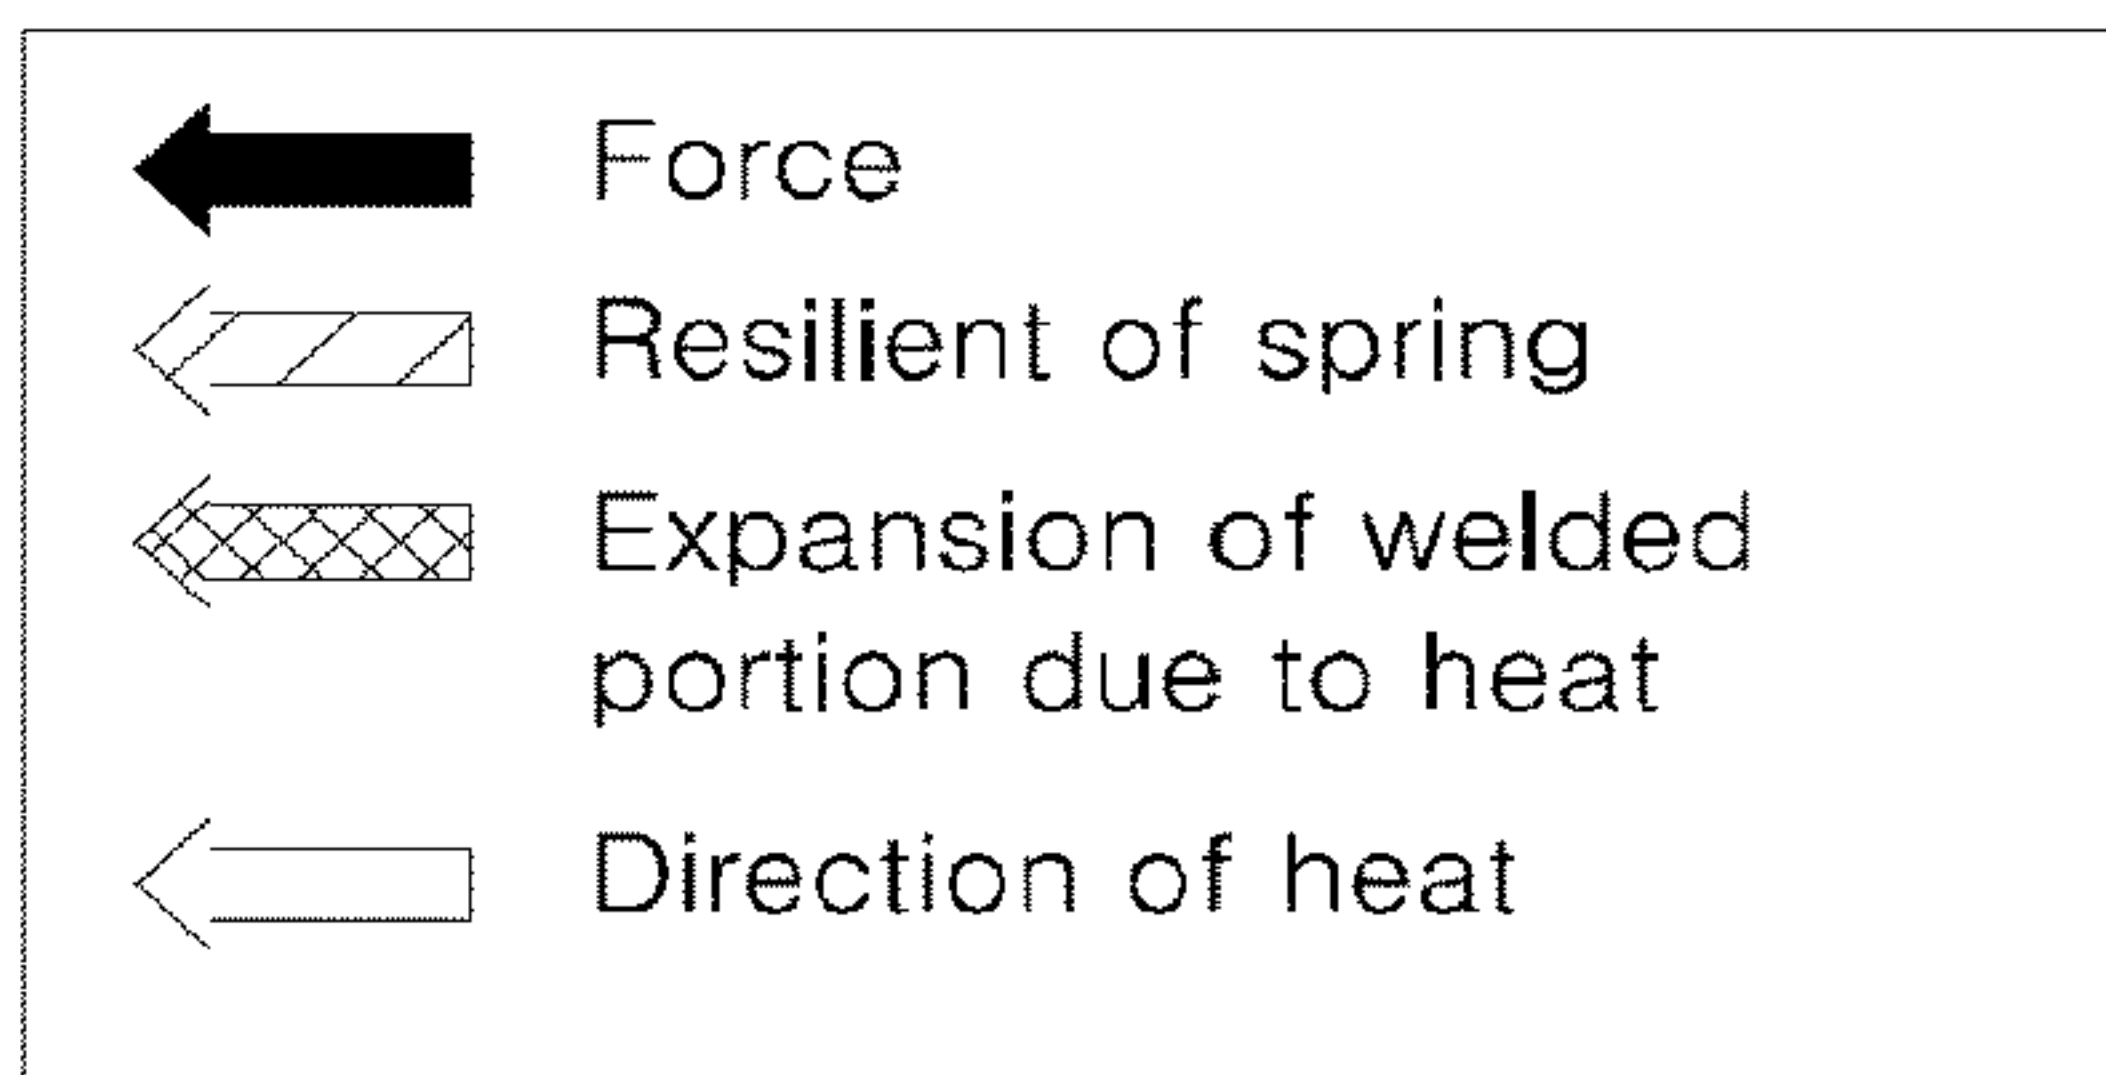 Force
Resilient of spring
Expansion of welded
portion due to heat
Direction of heat